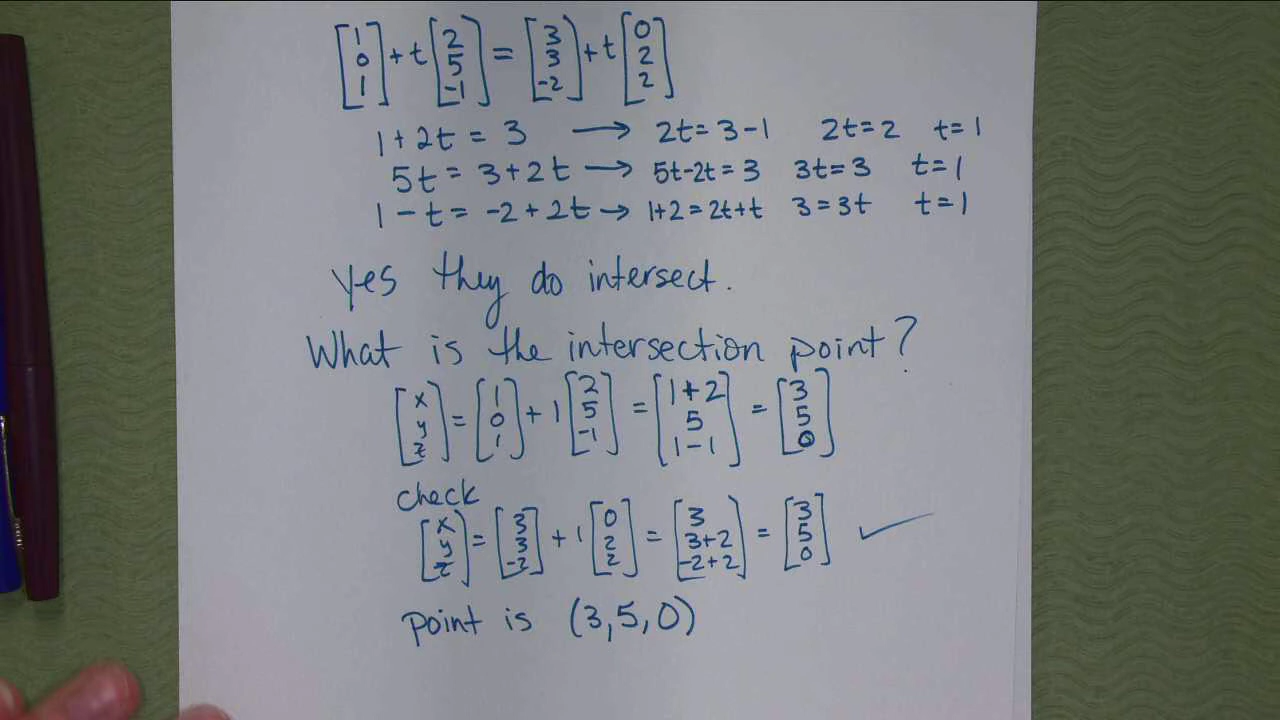 [1 0 1] + t [2 5 -1] = [3 3 -2] + t [0 2 2]
1 + 2t = 3 → 2t = 3 - 1 2t = 2 t = 1
5t = 3 + 2t → 5t - 2t = 3 3t = 3 t = 1
1 - t = -2 + 2t → 1 + 2 = 2t + t 3 = 3t t = 1
Yes they do intersect.
What is the intersection point?
[x y z] = [1 0 1] + 1 [2 5 -1] = [1 + 2 5 1 - 1] = [3 5 0]
check
[x y z] = [3 3 -2] + 1 [0 2 2] = [3 3+2 -2+2] = [3 5 0] ✓
point is (3, 5, 0)